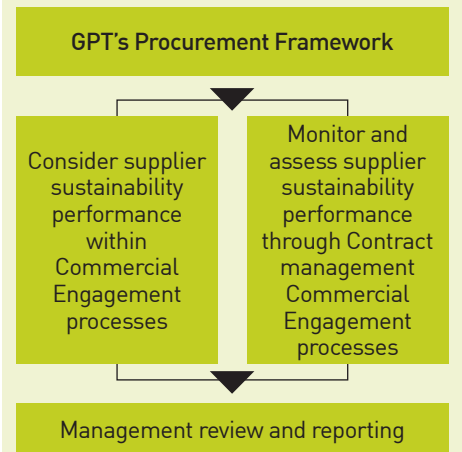 GPT's Procurement Framework
Consider supplier
sustainability
performance
within
Commercial
Engagement
processes
Monitor and
assess supplier
sustainability
performance
through Contract
management
Commercial
Engagement
processes
Management review and reporting